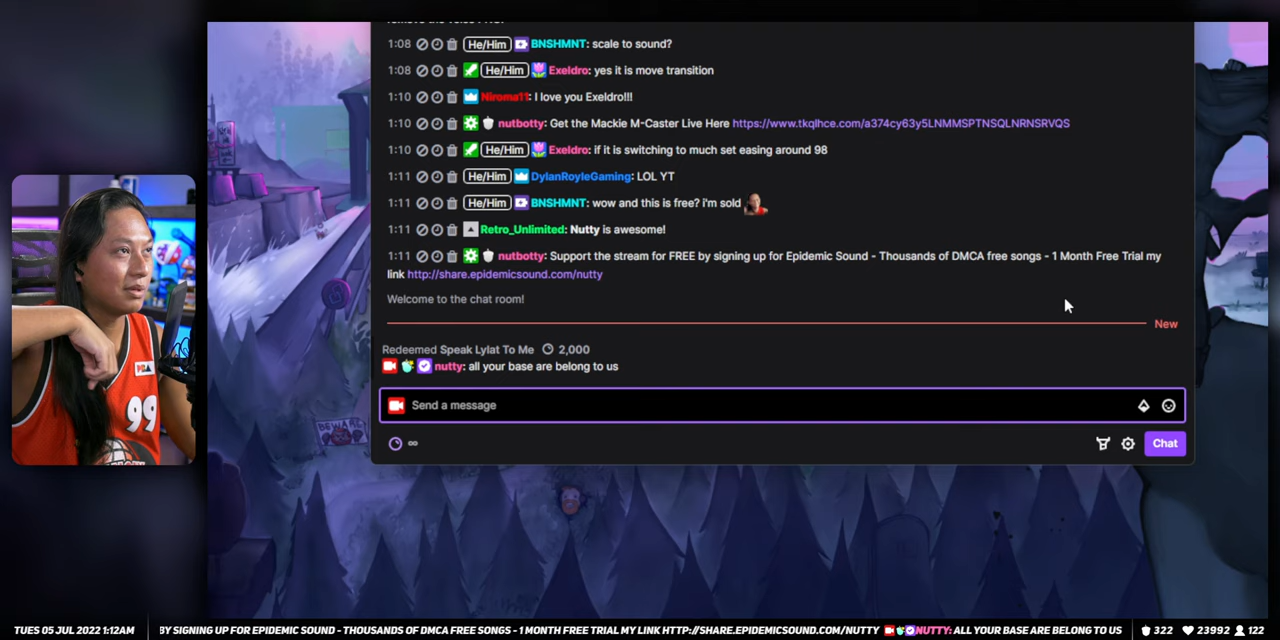 1:08 He/Him BNSHMNT: scale to sound?
1:08 He/Him Exeldro: yes it is move transition
1:10 Niroma11: I love you Exeldro!!!
1:10 nutbotty: Get the Mackie M-Caster Live Here https://www.tkqlhce.com/a374cy63y5LNMMSPTNSQLNRNSRVQS
1:10 He/Him Exeldro: if it is switching to much set easing around 98
1:11 He/Him DylanRoyleGaming: LOL YT
1:11 He/Him BNSHMNT: wow and this is free? i'm sold
1:11 Retro_Unlimited: Nutty is awesome!
1:11 nutbotty: Support the stream for FREE by signing up for Epidemic Sound - Thousands of DMCA free songs - 1 Month Free Trial my
link http://share.epidemicsound.com/nutty
Welcome to the chat room!
New
Redeemed Speak Lylat To Me 2,000
nutty: all your base are belong to us
Send a message
∞
Chat
99
BEWARE
TUES 05 JUL 2022 1:12AM
BY SIGNING UP FOR EPIDEMIC SOUND - THOUSANDS OF DMCA FREE SONGS - 1 MONTH FREE TRIAL MY LINK HTTP://SHARE.EPIDEMICSOUND.COM/NUTTY NUTTY: ALL YOUR BASE ARE BELONG TO US
322 23992 123